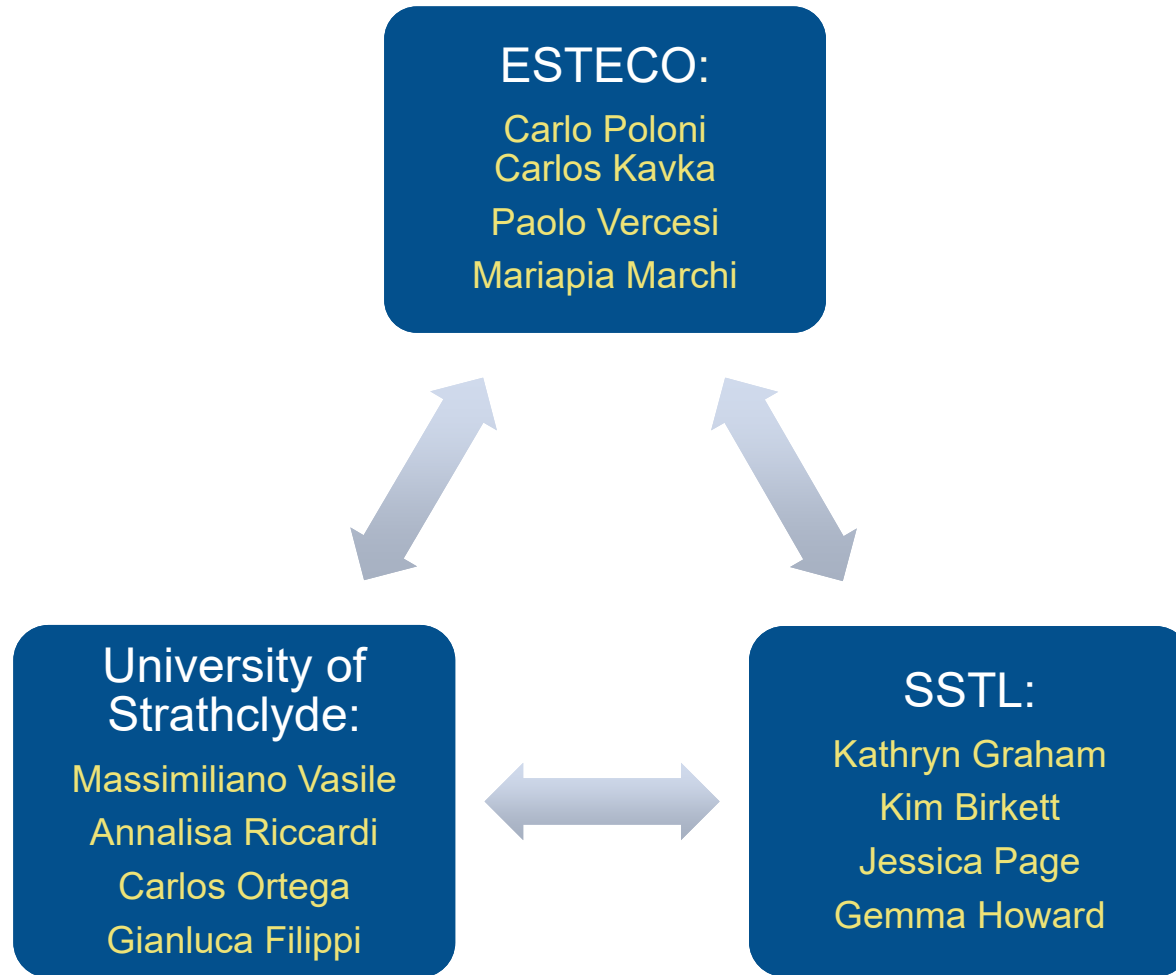 ESTECO:
Carlo Poloni
Carlos Kavka
Paolo Vercesi
Mariapia Marchi
University of
Strathclyde:
Massimiliano Vasile
Annalisa Riccardi
Carlos Ortega
Gianluca Filippi
SSTL:
Kathryn Graham
Kim Birkett
Jessica Page
Gemma Howard